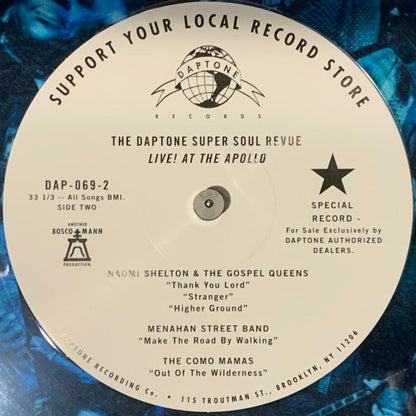 SUPPORT YOUR LOCAL RECORD STORE
DAPTONE
RECORDS
THE DAPTONE SUPER SOUL REVUE
LIVE! AT THE APOLLO
DAP-069-2
33 1/3 -- All Songs BMI.
SIDE TWO
ANOTHER
BOSCO MANN
PRODUCTION.
SPECIAL
RECORD -
For Sale Exclusively by
DAPTONE AUTHORIZED
DEALERS.
NAOMI SHELTON & THE GOSPEL QUEENS
"Thank You Lord"
"Stranger"
"Higher Ground"
MENAHAN STREET BAND
"Make The Road By Walking"
THE COMO MAMAS
"Out Of The Wilderness"
DAPTONE RECORDING Co. • 115 TROUTMAN ST., BROOKLYN, NY 11206